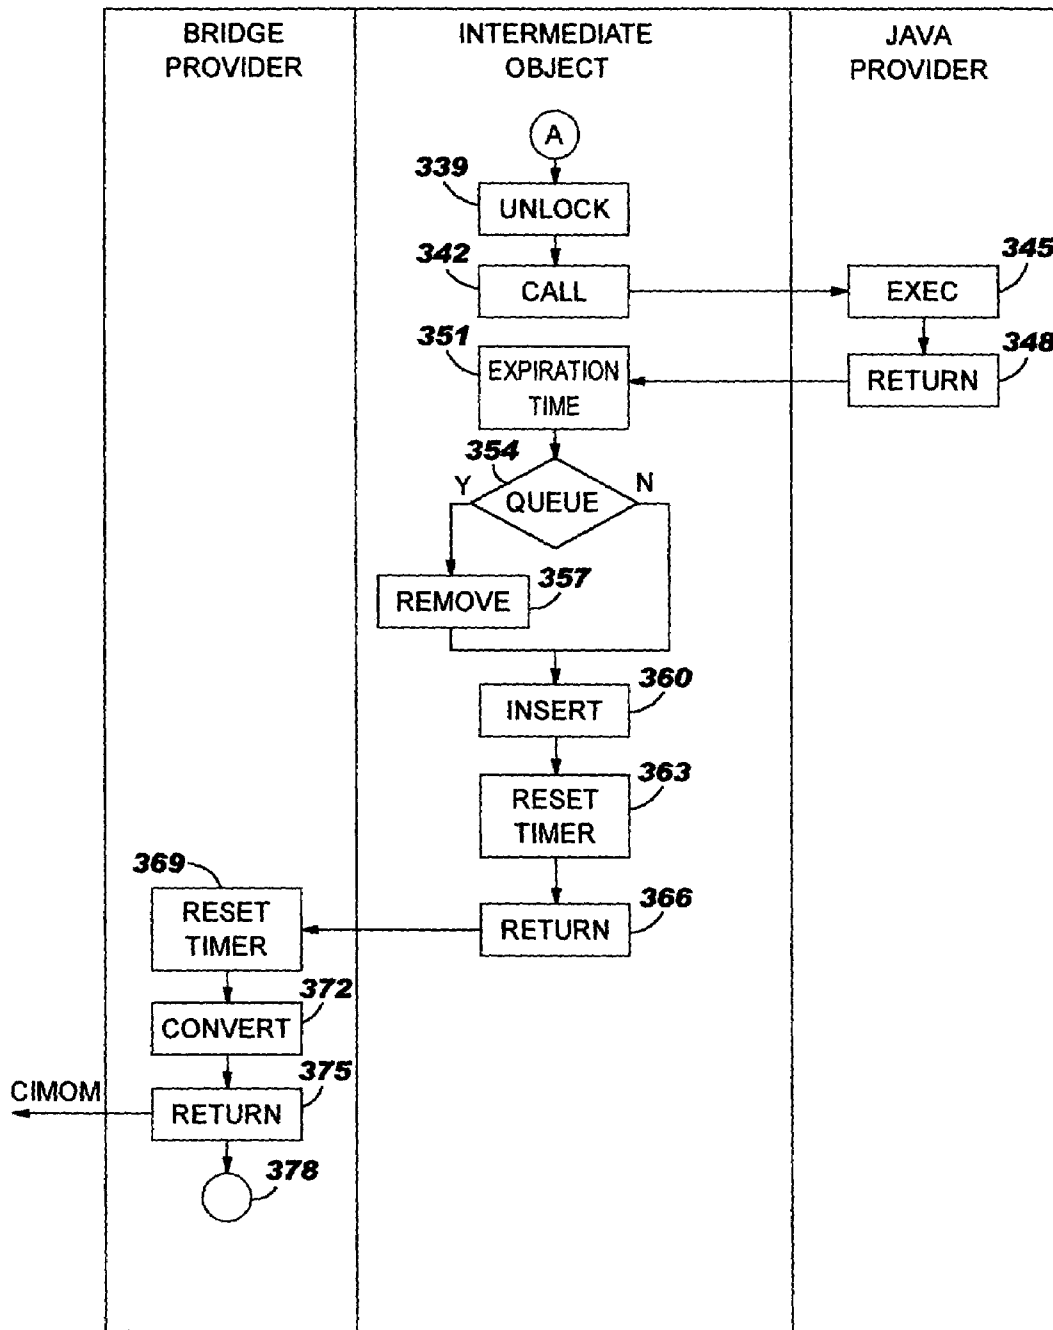 BRIDGE
PROVIDER
INTERMEDIATE
OBJECT
JAVA
PROVIDER
A
339
UNLOCK
342
CALL
345
EXEC
351
EXPIRATION
TIME
348
RETURN
354
Y
QUEUE
N
357
REMOVE
360
INSERT
363
RESET
TIMER
369
RESET
TIMER
366
RETURN
372
CONVERT
375
CIMOM
RETURN
378